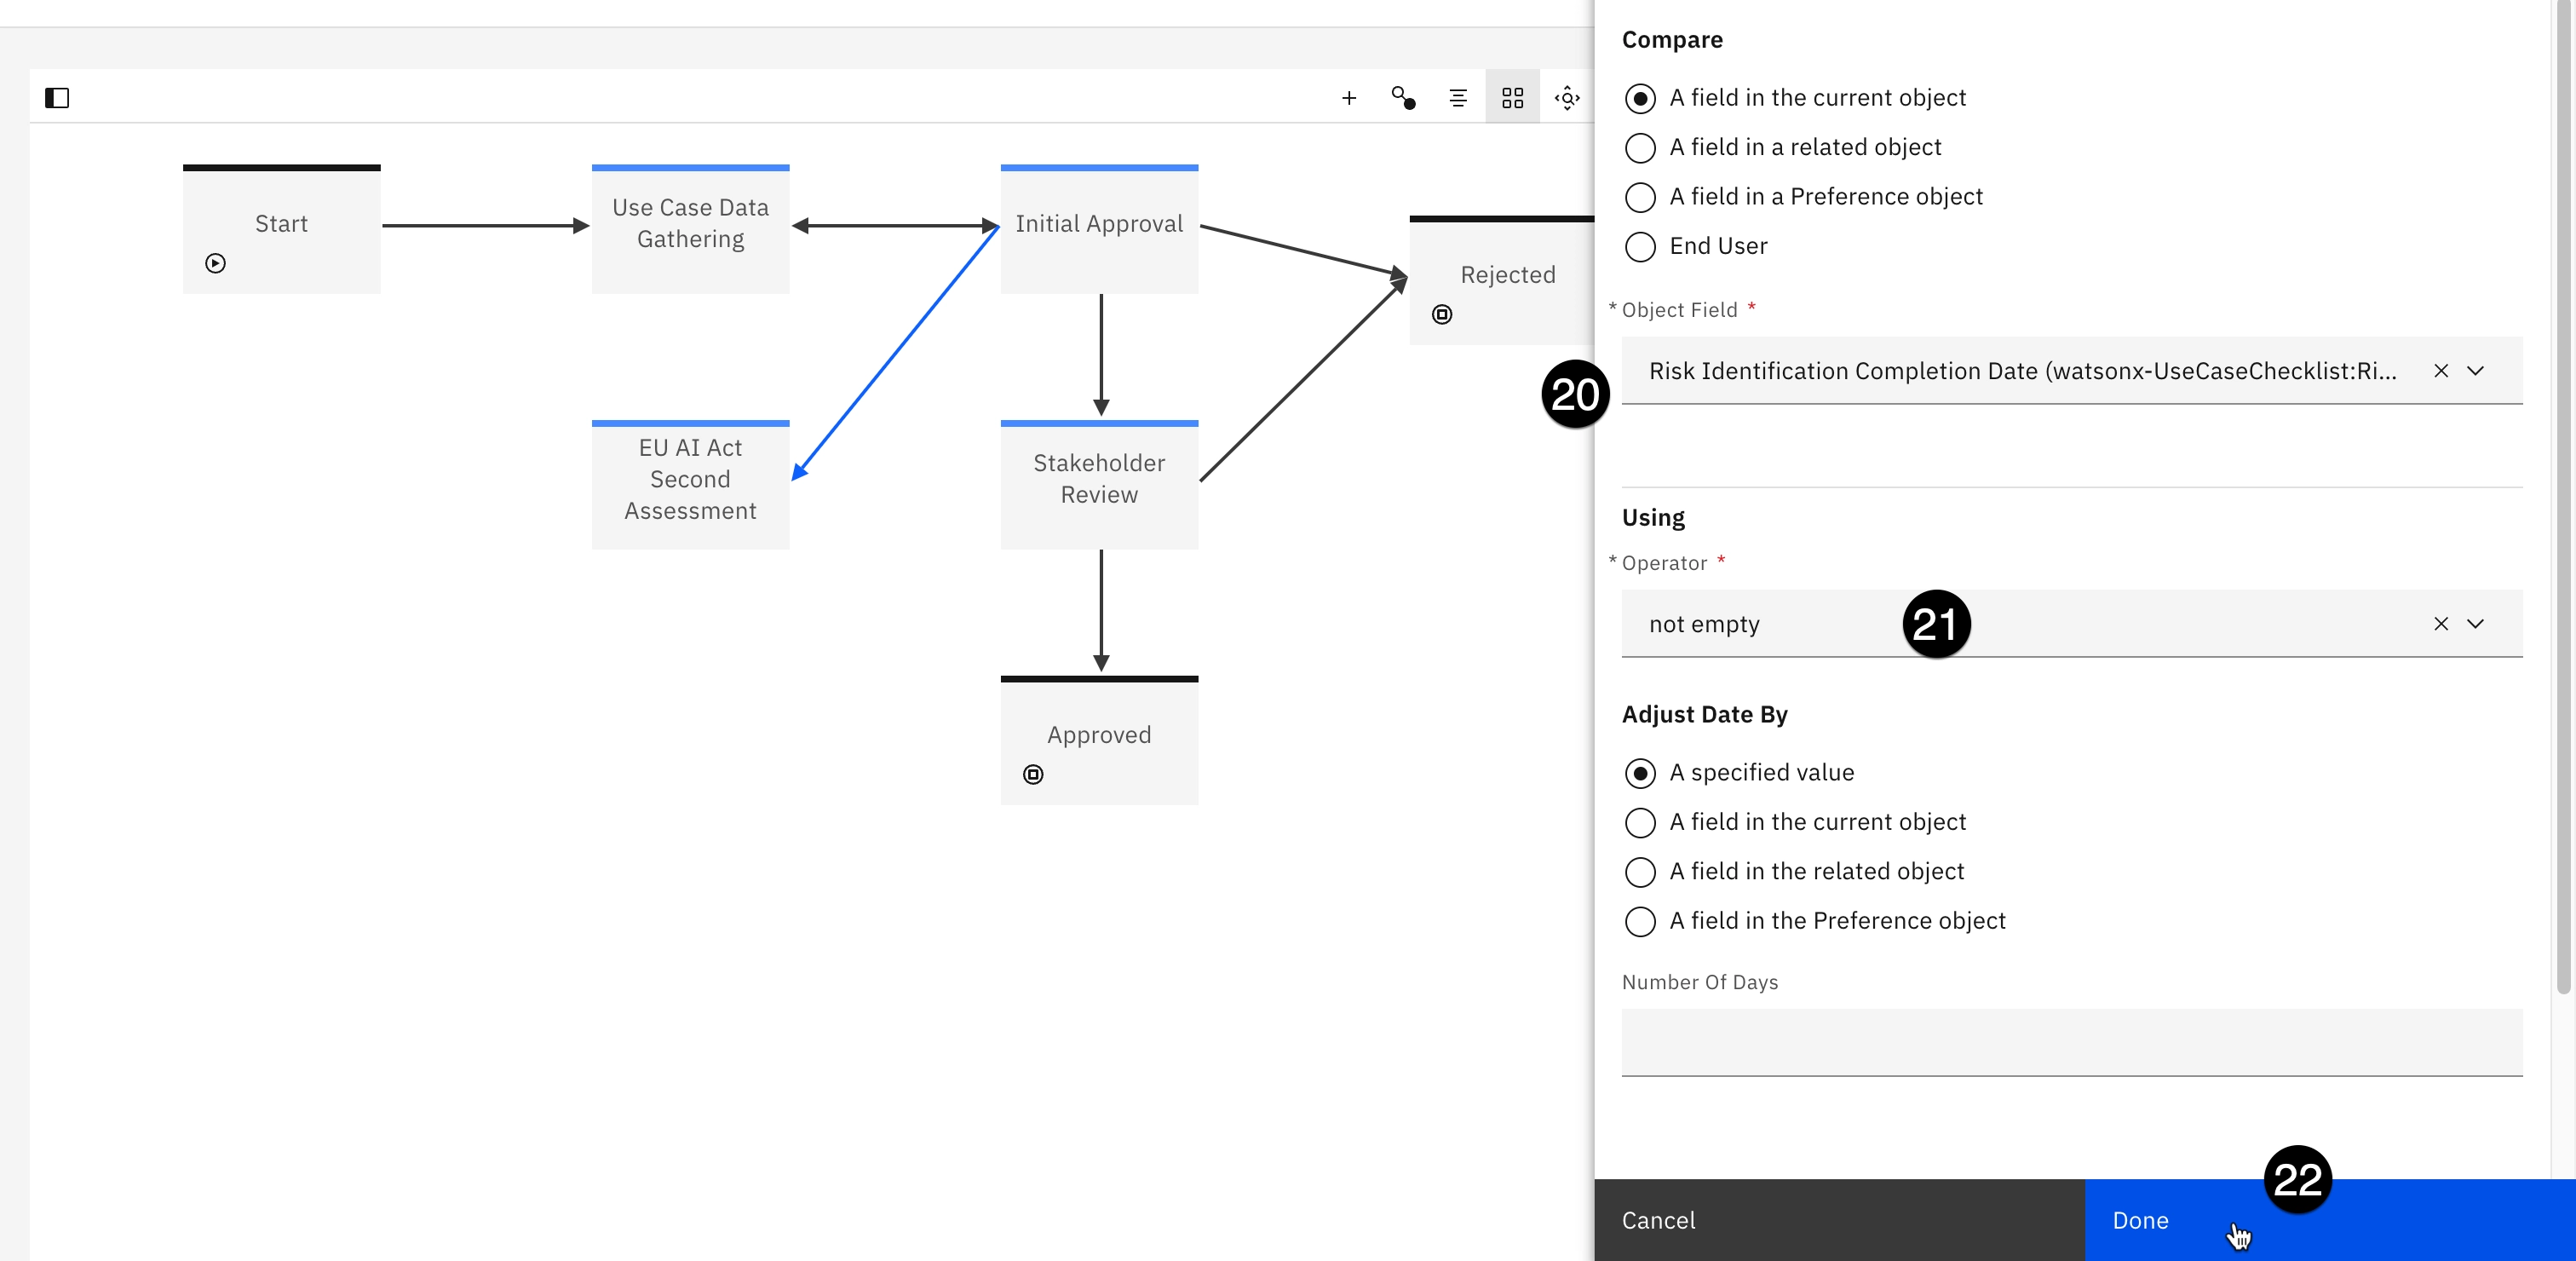 Start
Use Case Data
Gathering
Initial Approval
Rejected
EU AI Act
Second
Assessment
Stakeholder
Review
Approved
Compare
A field in the current object
A field in a related object
A field in a Preference object
End User
* Object Field *
20
Risk Identification Completion Date (watsonx-UseCaseChecklist:Ri...
Using
* Operator *
not empty
21
Adjust Date By
A specified value
A field in the current object
A field in the related object
A field in the Preference object
Number Of Days
22
Cancel
Done